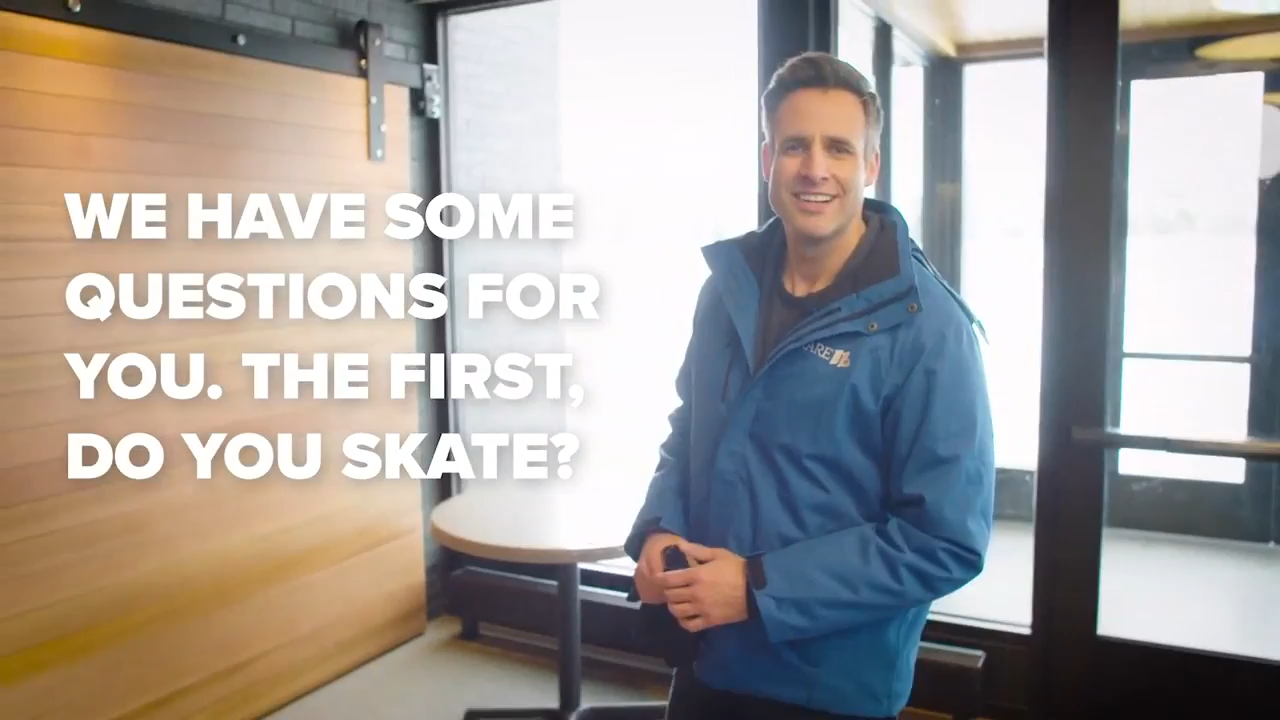 WE HAVE SOME
QUESTIONS FOR
YOU. THE FIRST,
DO YOU SKATE?